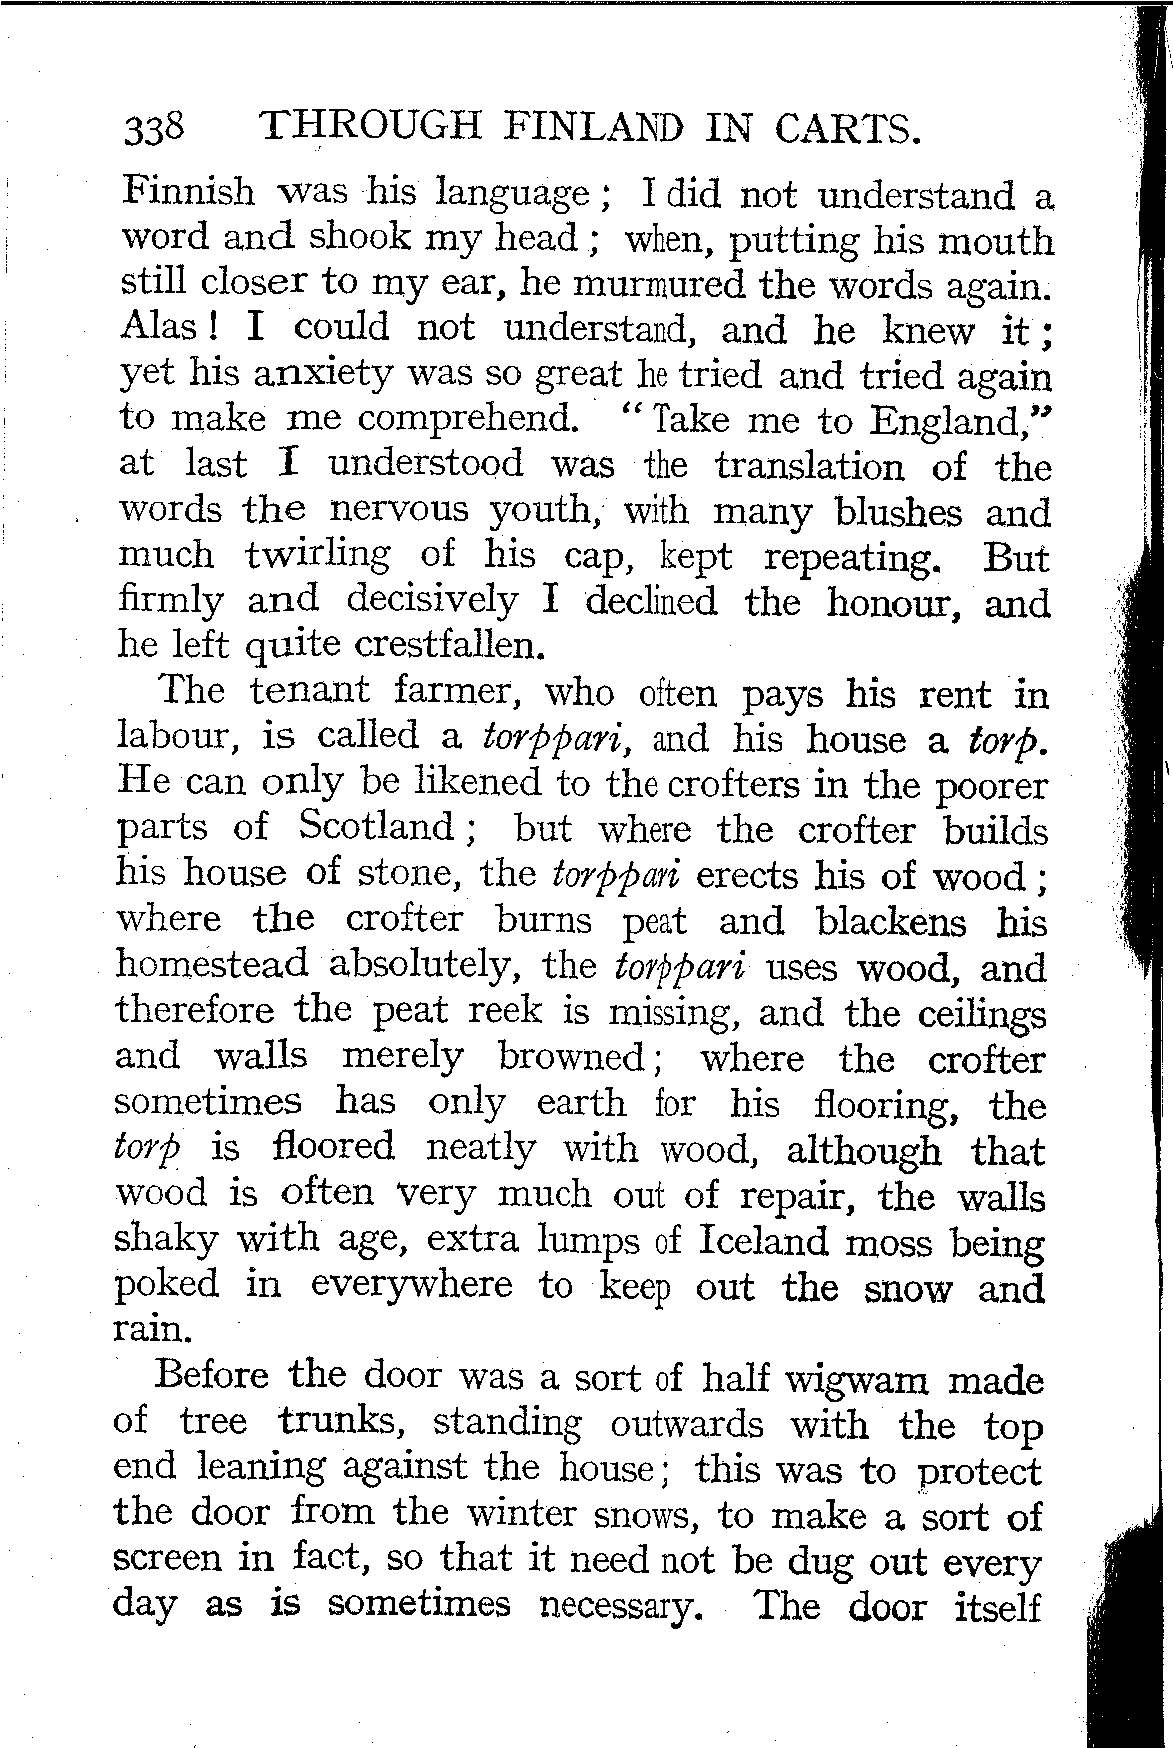 338 THROUGH FINLAND IN CARTS.
Finnish was his language ; I did not understand a
word and shook my head ; when, putting his mouth
still closer to my ear, he murmured the words again.
Alas ! I could not understand, and he knew it ;
yet his anxiety was so great he tried and tried again
to make me comprehend. “ Take me to England,”
at last I understood was the translation of the
words the nervous youth, with many blushes and
much twirling of his cap, kept repeating. But
firmly and decisively I declined the honour, and
he left quite crestfallen.
The tenant farmer, who often pays his rent in
labour, is called a torppari, and his house a torp.
He can only be likened to the crofters in the poorer
parts of Scotland ; but where the crofter builds
his house of stone, the torppari erects his of wood ;
where the crofter burns peat and blackens his
homestead absolutely, the torppari uses wood, and
therefore the peat reek is missing, and the ceilings
and walls merely browned ; where the crofter
sometimes has only earth for his flooring, the
torp is floored neatly with wood, although that
wood is often very much out of repair, the walls
shaky with age, extra lumps of Iceland moss being
poked in everywhere to keep out the snow and
rain.
Before the door was a sort of half wigwam made
of tree trunks, standing outwards with the top
end leaning against the house ; this was to protect
the door from the winter snows, to make a sort of
screen in fact, so that it need not be dug out every
day as is sometimes necessary. The door itself